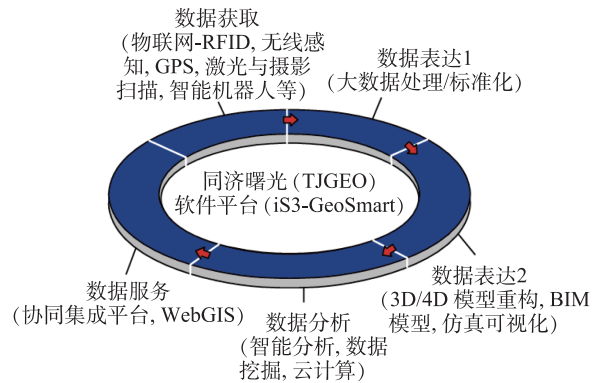 数据获取
(物联网-RFID, 无线感
知, GPS, 激光与摄影
扫描, 智能机器人等)
数据表达1
(大数据处理/标准化)
同济曙光 (TJGEO)
软件平台 (iS3-GeoSmart)
数据表达2
(3D/4D 模型重构, BIM
模型, 仿真可视化)
数据分析
(智能分析, 数据
挖掘, 云计算)
数据服务
(协同集成平台, WebGIS)